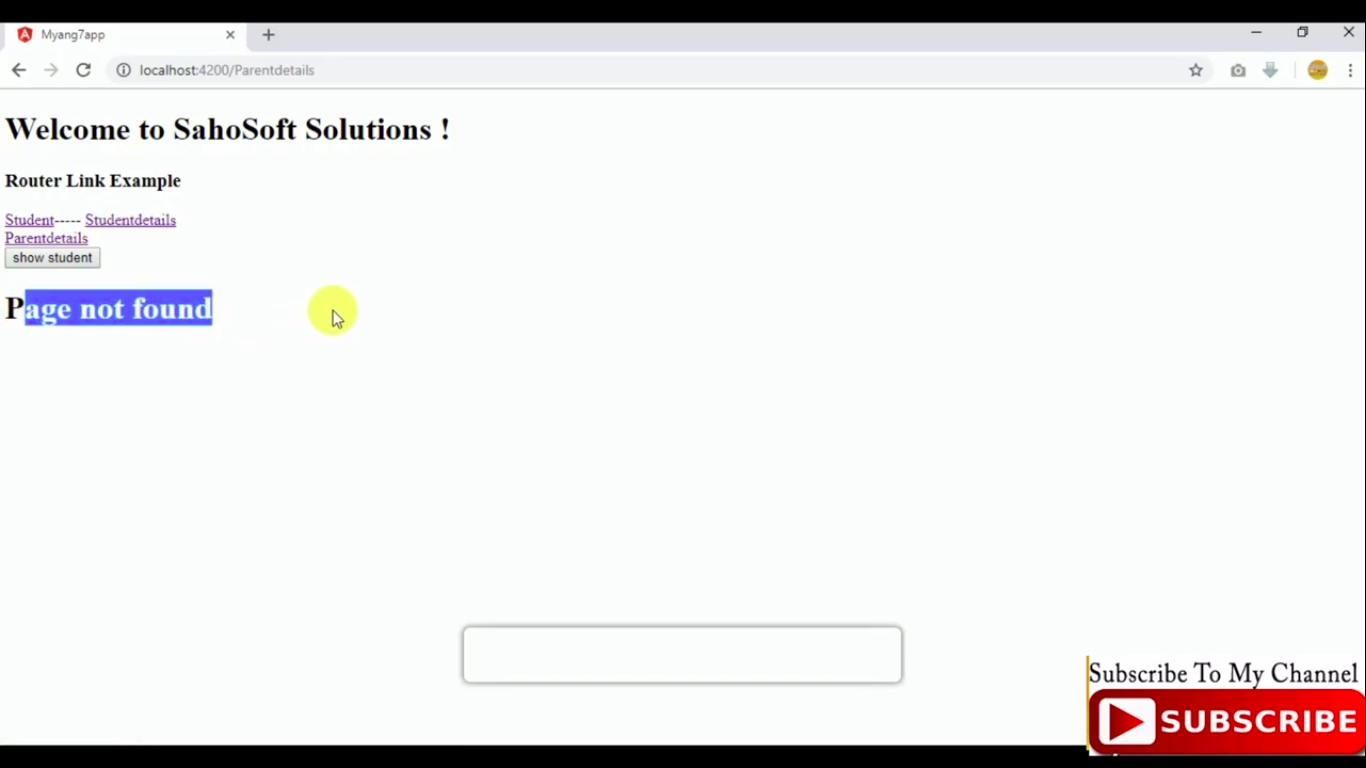 Myang7app
localhost:4200/Parentdetails
Welcome to SahoSoft Solutions !
Router Link Example
Student----- Studentdetails
Parentdetails
show student
Page not found
Subscribe To My Channel
SUBSCRIBE